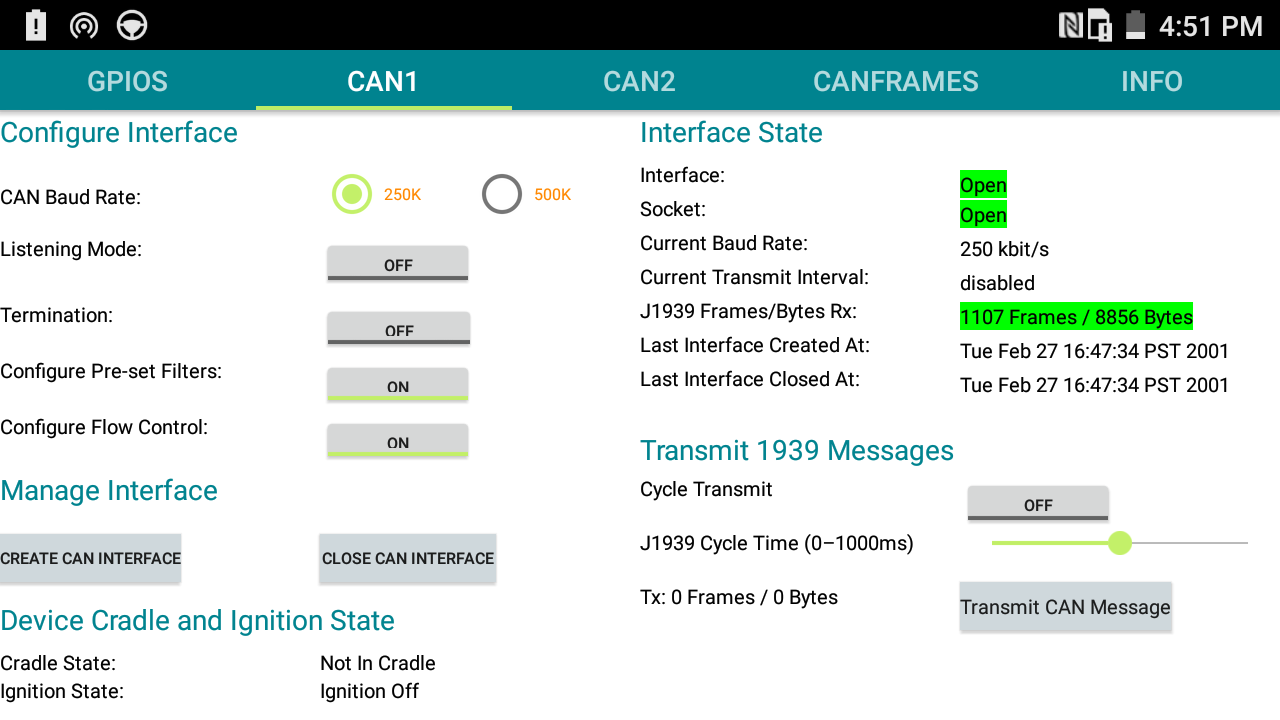 4:51 PM
GPIOS CAN1 CAN2 CANFRAMES INFO
Configure Interface
CAN Baud Rate: 250K 500K
Listening Mode: OFF
Termination: OFF
Configure Pre-set Filters: ON
Configure Flow Control: ON
Manage Interface
CREATE CAN INTERFACE CLOSE CAN INTERFACE
Device Cradle and Ignition State
Cradle State: Not In Cradle
Ignition State: Ignition Off
Interface State
Interface: Open
Socket: Open
Current Baud Rate: 250 kbit/s
Current Transmit Interval: disabled
J1939 Frames/Bytes Rx: 1107 Frames / 8856 Bytes
Last Interface Created At: Tue Feb 27 16:47:34 PST 2001
Last Interface Closed At: Tue Feb 27 16:47:34 PST 2001
Transmit 1939 Messages
Cycle Transmit OFF
J1939 Cycle Time (0–1000ms)
Tx: 0 Frames / 0 Bytes Transmit CAN Message